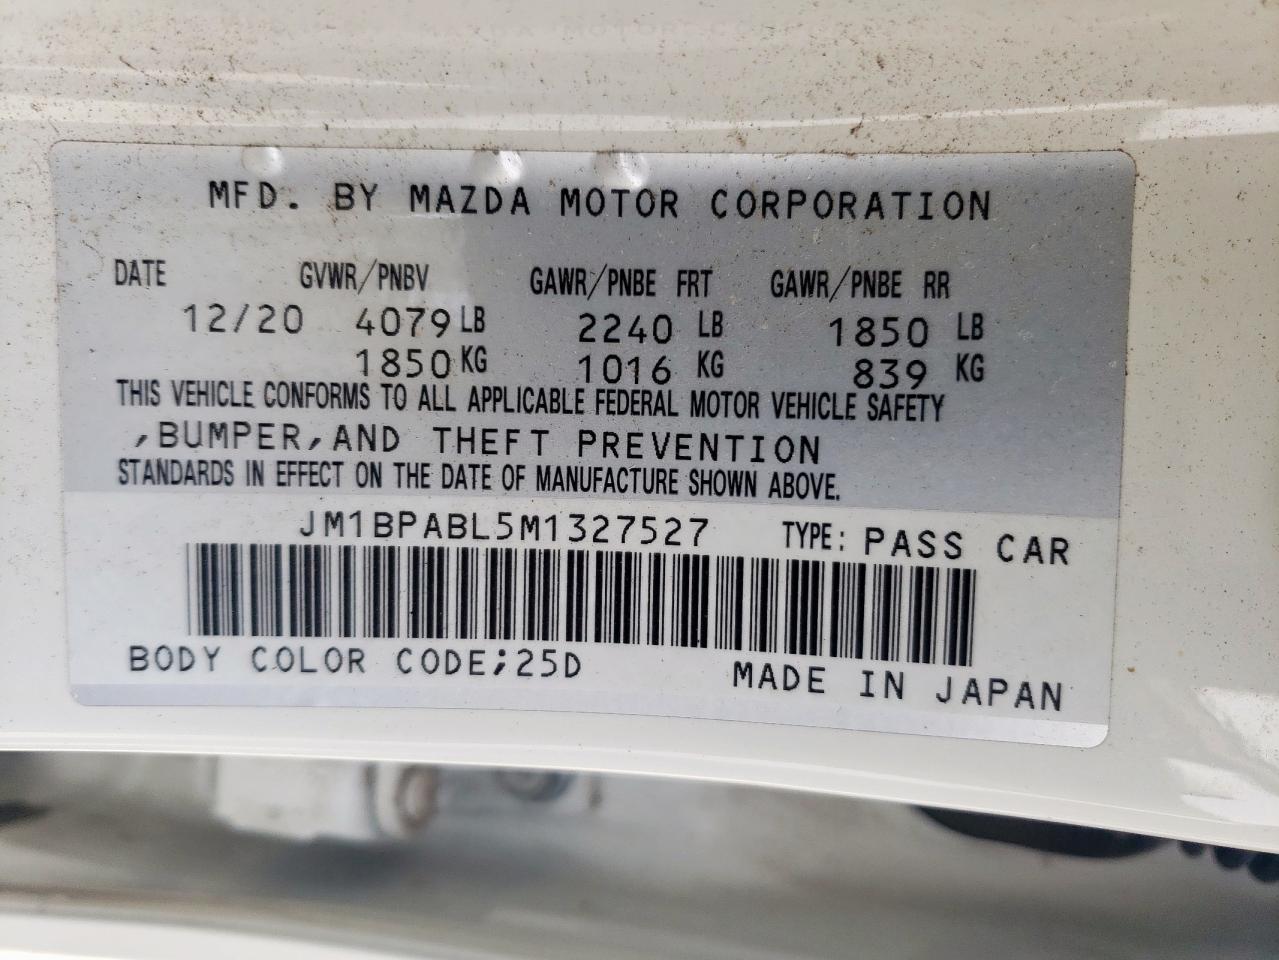 MFD. BY MAZDA MOTOR CORPORATION
DATE GVWR/PNBV GAWR/PNBE FRT GAWR/PNBE RR
12/20 4079 LB 2240 LB 1850 LB
1850 KG 1016 KG 839 KG
THIS VEHICLE CONFORMS TO ALL APPLICABLE FEDERAL MOTOR VEHICLE SAFETY
,BUMPER,AND THEFT PREVENTION
STANDARDS IN EFFECT ON THE DATE OF MANUFACTURE SHOWN ABOVE.
JM1BPABL5M1327527 TYPE: PASS CAR
BODY COLOR CODE;25D MADE IN JAPAN